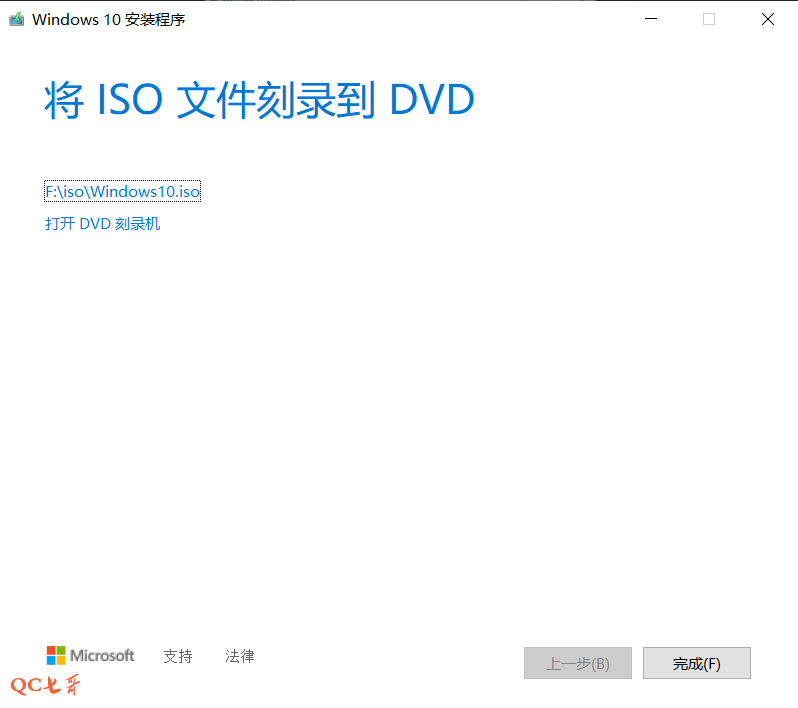 Windows 10 安装程序
将 ISO 文件刻录到 DVD
F:\iso\Windows10.iso
打开 DVD 刻录机
Microsoft 支持 法律
上一步(B) 完成(F)
QC七哥